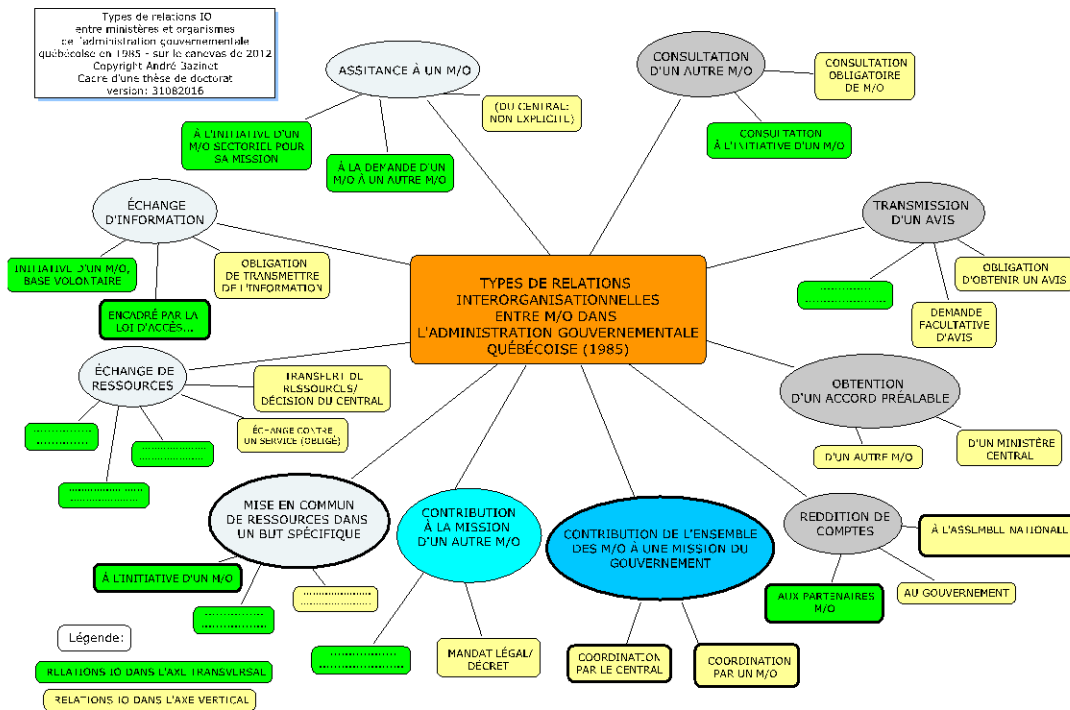 Types de relations IO
entre ministères et organismes
de l'administration gouvernementale
québécoise en 1985 - sur le canevas de 2012
Copyright André Bazinet
Cadre d'une thèse de doctorat
version: 31082016
ASSITANCE À UN M/O
(DU CENTRAL:
NON EXPLICITE)
À L'INITIATIVE D'UN
M/O SECTORIEL POUR
SA MISSION
À LA DEMANDE D'UN
M/O À UN AUTRE M/O
CONSULTATION
D'UN AUTRE M/O
CONSULTATION
OBLIGATOIRE
DE M/O
CONSULTATION
À L'INITIATIVE D'UN M/O
ÉCHANGE
D'INFORMATION
INITIATIVE D'UN M/O,
BASE VOLONTAIRE
ENCADRÉ PAR LA
LOI D'ACCÈS...
OBLIGATION
DE TRANSMETTRE
DE L'INFORMATION
TRANSMISSION
D'UN AVIS
......................
......................
DEMANDE
FACULTATIVE
D'AVIS
OBLIGATION
D'OBTENIR UN AVIS
TYPES DE RELATIONS
INTERORGANISATIONNELLES
ENTRE M/O DANS
L'ADMINISTRATION GOUVERNEMENTALE
QUÉBÉCOISE (1985)
ÉCHANGE DE
RESSOURCES
TRANSFERT DE
RESSOURCES/
DÉCISION DU CENTRAL
ÉCHANGE CONTRE
UN SERVICE (OBLIGÉ)
......................
......................
......................
......................
......................
......................
OBTENTION
D'UN ACCORD PRÉALABLE
D'UN AUTRE M/O
D'UN MINISTÈRE
CENTRAL
MISE EN COMMUN
DE RESSOURCES DANS
UN BUT SPÉCIFIQUE
À L'INITIATIVE D'UN M/O
......................
......................
......................
......................
CONTRIBUTION
À LA MISSION
D'UN AUTRE M/O
......................
......................
MANDAT LÉGAL/
DÉCRET
CONTRIBUTION DE L'ENSEMBLE
DES M/O À UNE MISSION DU
GOUVERNEMENT
COORDINATION
PAR LE CENTRAL
COORDINATION
PAR UN M/O
REDDITION DE
COMPTES
À L'ASSEMBLÉE NATIONALE
AU GOUVERNEMENT
AUX PARTENAIRES
M/O
Légende:
RELATIONS IO DANS L'AXE TRANSVERSAL
RELATIONS IO DANS L'AXE VERTICAL